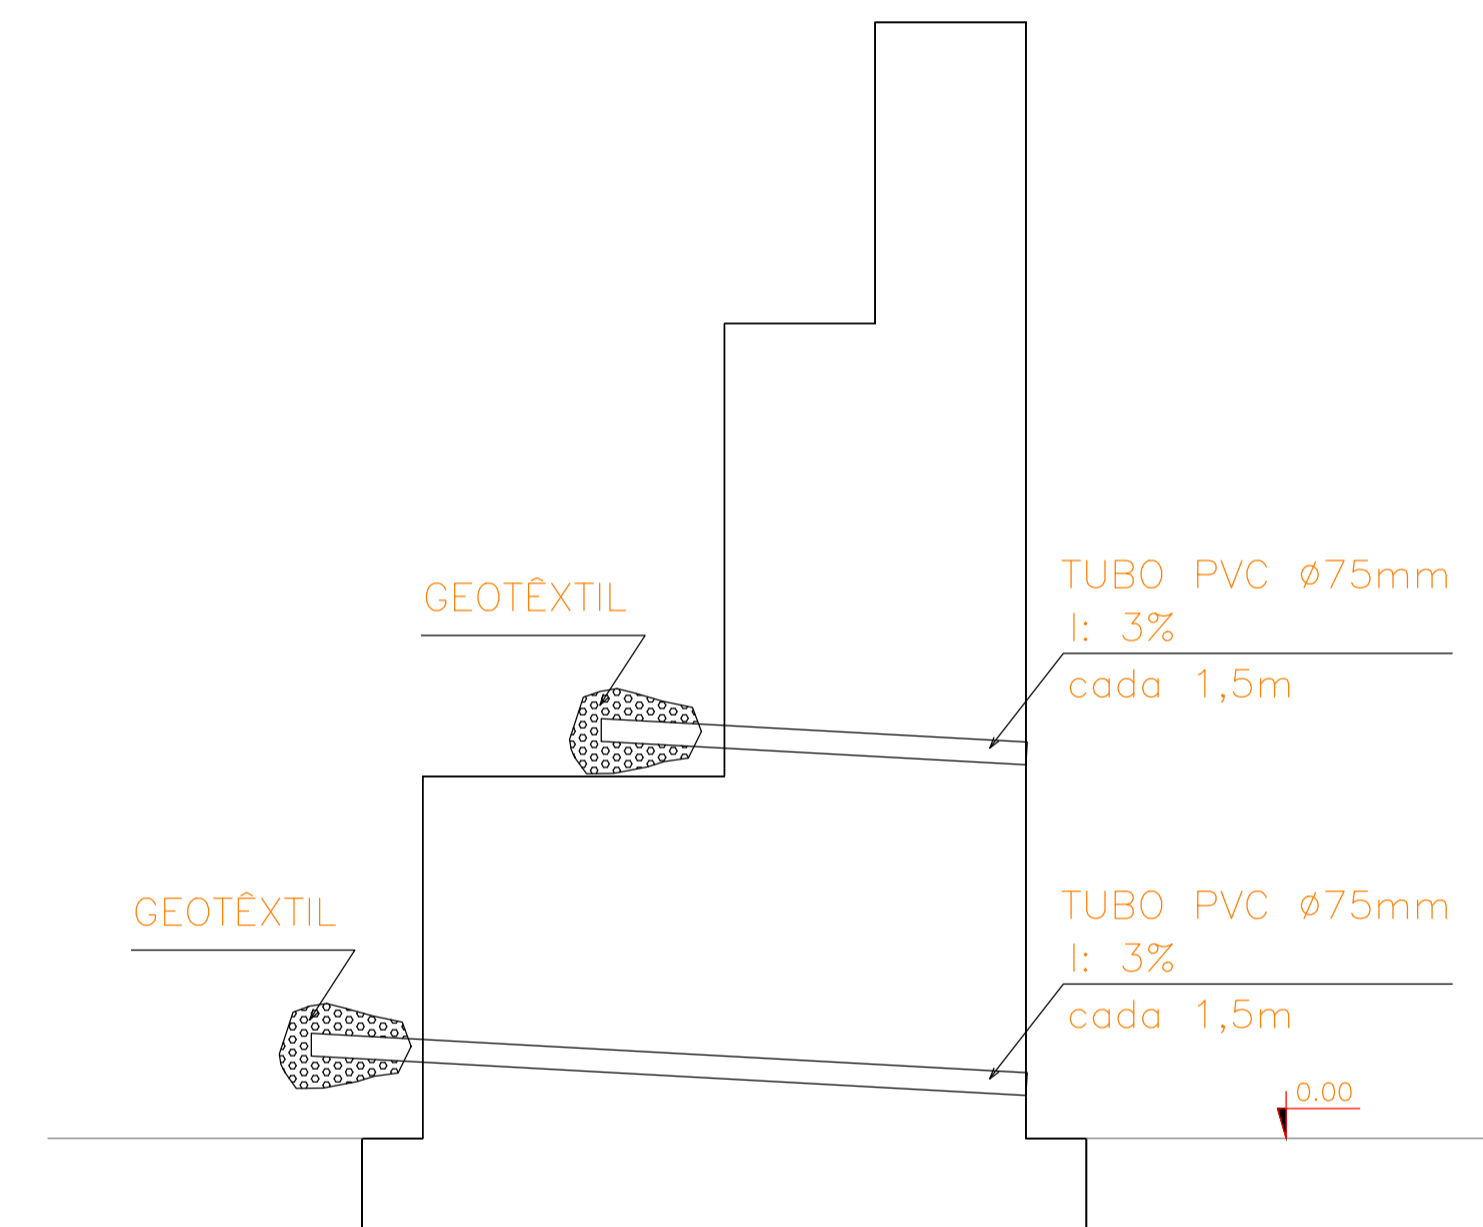 TUBO PVC ø75mm
I: 3%
cada 1,5m
GEOTÊXTIL
TUBO PVC ø75mm
I: 3%
cada 1,5m
GEOTÊXTIL
0.00